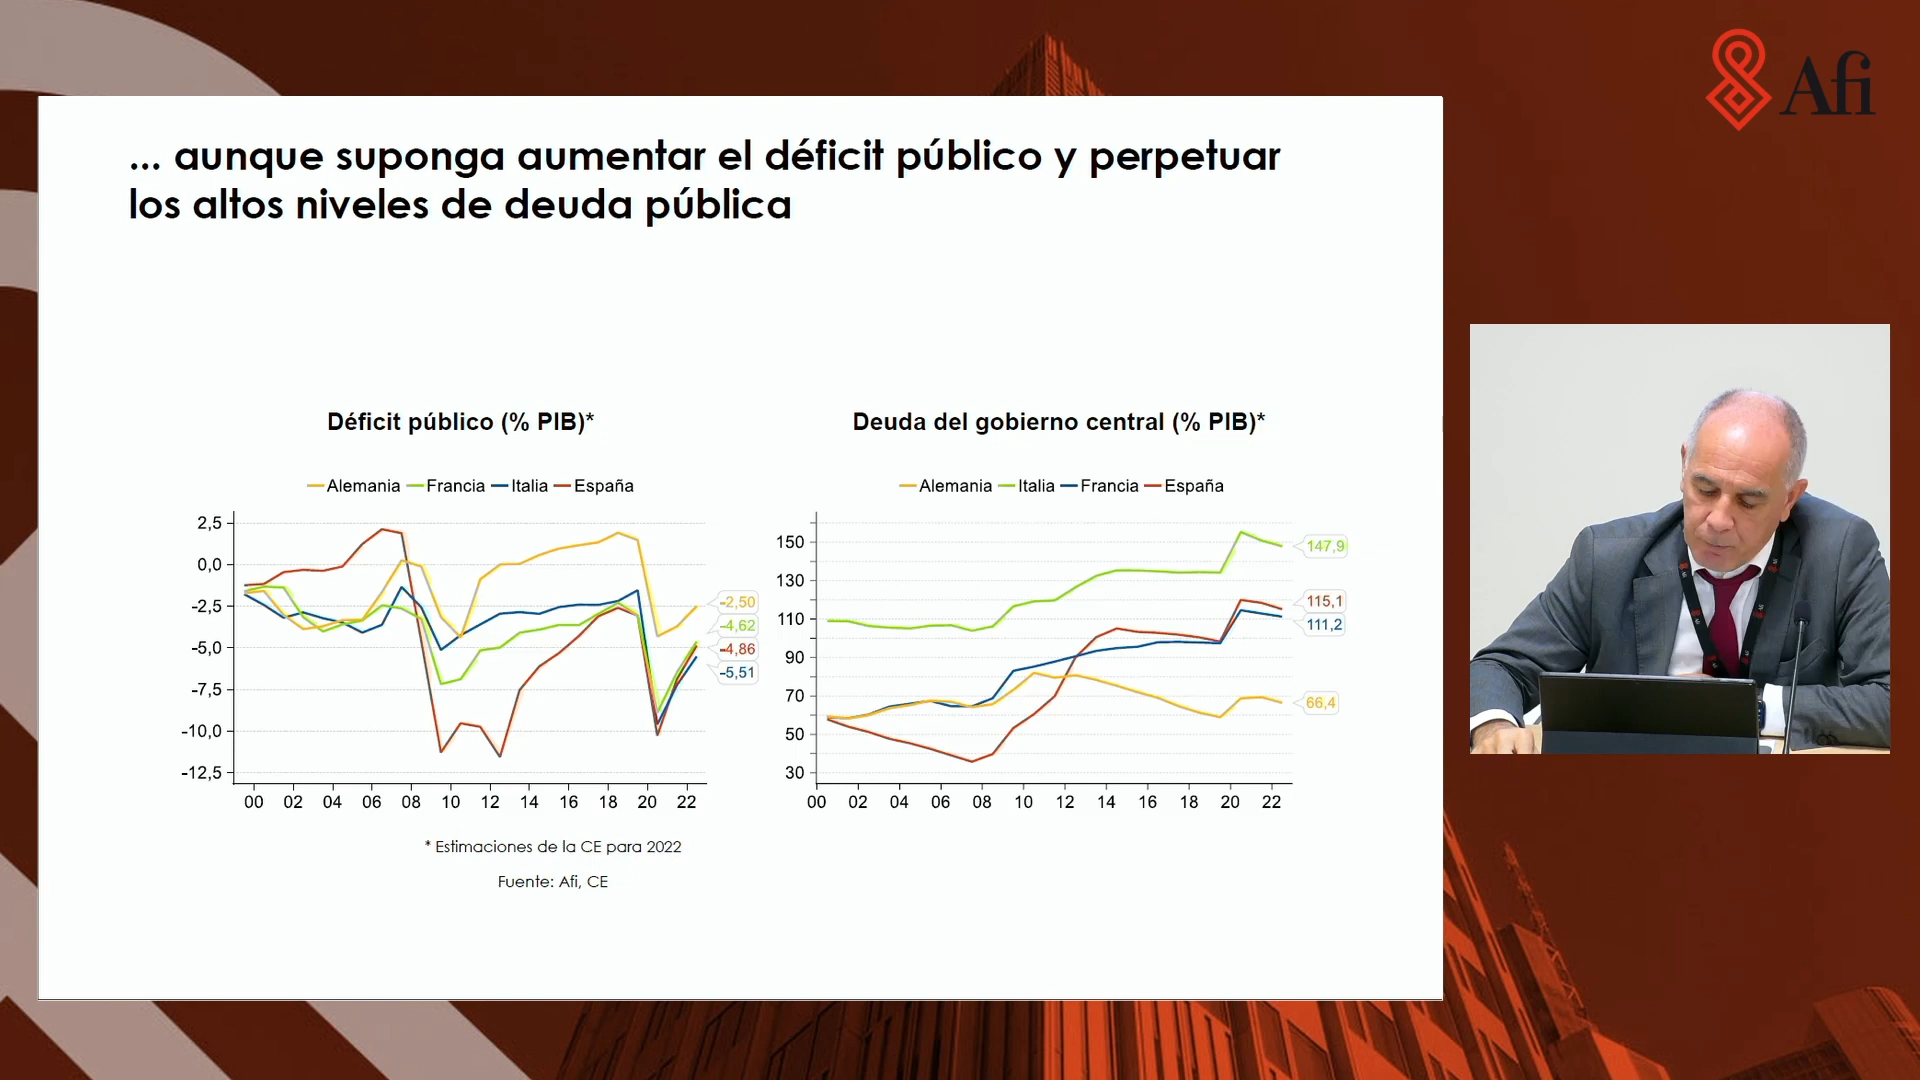 Afi
... aunque suponga aumentar el déficit público y perpetuar
los altos niveles de deuda pública
Déficit público (% PIB)*
Alemania Francia Italia España
2,5
0,0
-2,5
-5,0
-7,5
-10,0
-12,5
00 02 04 06 08 10 12 14 16 18 20 22
-2,50
-4,62
-4,86
-5,51
Deuda del gobierno central (% PIB)*
Alemania Italia Francia España
150
130
110
90
70
50
30
00 02 04 06 08 10 12 14 16 18 20 22
147,9
115,1
111,2
66,4
* Estimaciones de la CE para 2022
Fuente: Afi, CE